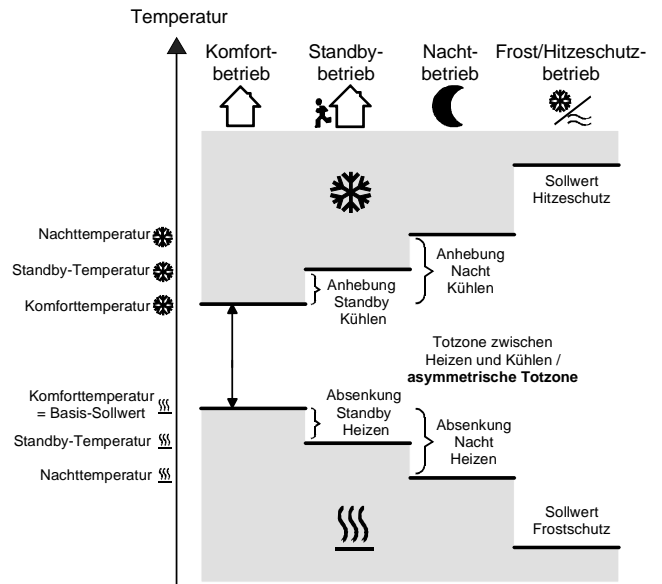 Temperatur
Komfort-
betrieb
Standby-
betrieb
Nacht-
betrieb
Frost/Hitzeschutz-
betrieb
Sollwert
Hitzeschutz
Nachttemperatur
Standby-Temperatur
Komforttemperatur
Anhebung
Standby
Kühlen
Anhebung
Nacht
Kühlen
Totzone zwischen
Heizen und Kühlen /
asymmetrische Totzone
Komforttemperatur
= Basis-Sollwert
Standby-Temperatur
Nachttemperatur
Absenkung
Standby
Heizen
Absenkung
Nacht
Heizen
Sollwert
Frostschutz